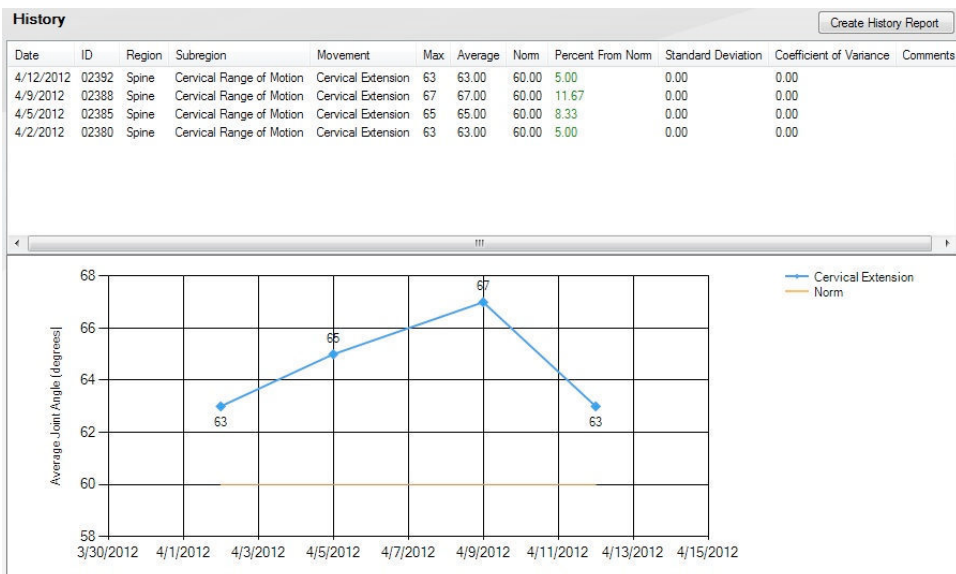 History
Create History Report
Date ID Region Subregion Movement Max Average Norm Percent From Norm Standard Deviation Coefficient of Variance Comments
4/12/2012 02392 Spine Cervical Range of Motion Cervical Extension 63 63.00 60.00 5.00 0.00 0.00
4/9/2012 02388 Spine Cervical Range of Motion Cervical Extension 67 67.00 60.00 11.67 0.00 0.00
4/5/2012 02385 Spine Cervical Range of Motion Cervical Extension 65 65.00 60.00 8.33 0.00 0.00
4/2/2012 02380 Spine Cervical Range of Motion Cervical Extension 63 63.00 60.00 5.00 0.00 0.00
Average Joint Angle (degrees)
68
66
64
62
60
58
63
65
67
63
3/30/2012 4/1/2012 4/3/2012 4/5/2012 4/7/2012 4/9/2012 4/11/2012 4/13/2012 4/15/2012
Cervical Extension
Norm